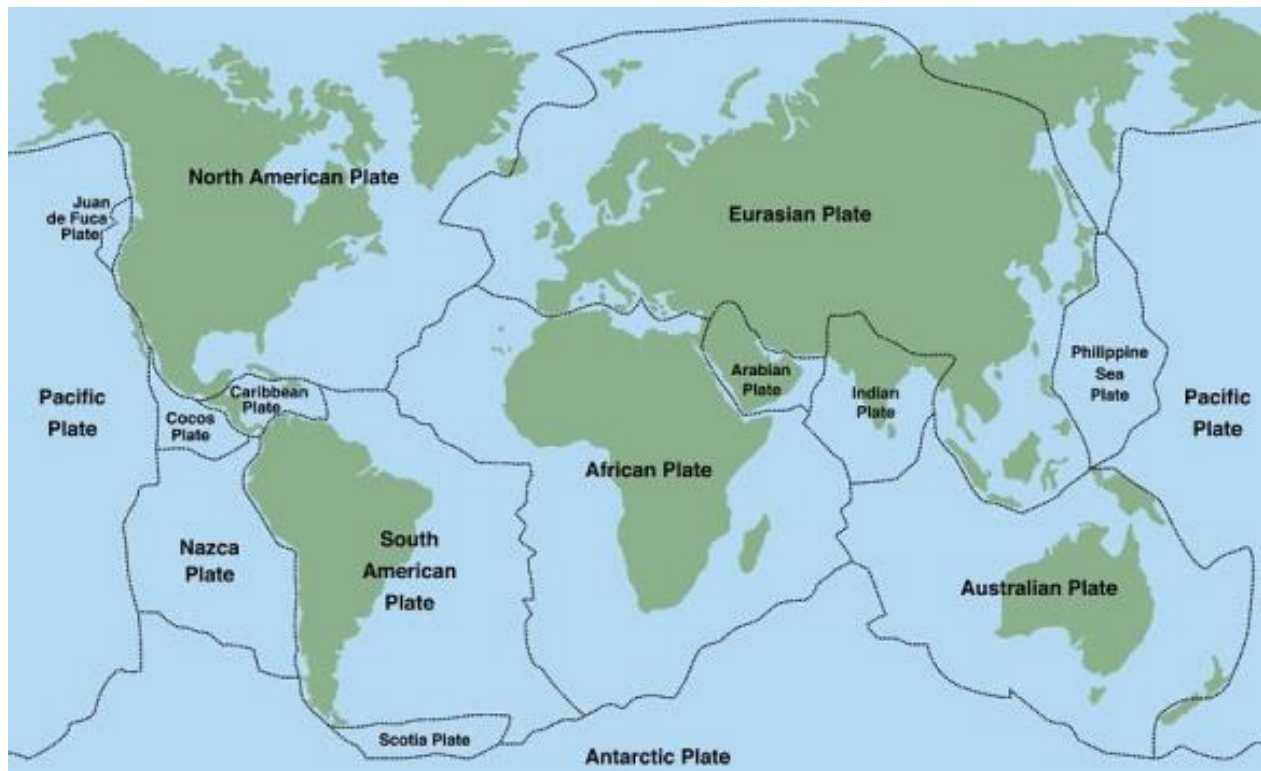 North American Plate
Juan
de Fuca
Plate
Eurasian Plate
Pacific
Plate
Caribbean
Plate
Cocos
Plate
Arabian
Plate
Indian
Plate
Philippine
Sea
Plate
Pacific
Plate
African Plate
Nazca
Plate
South
American
Plate
Australian Plate
Scotia Plate
Antarctic Plate